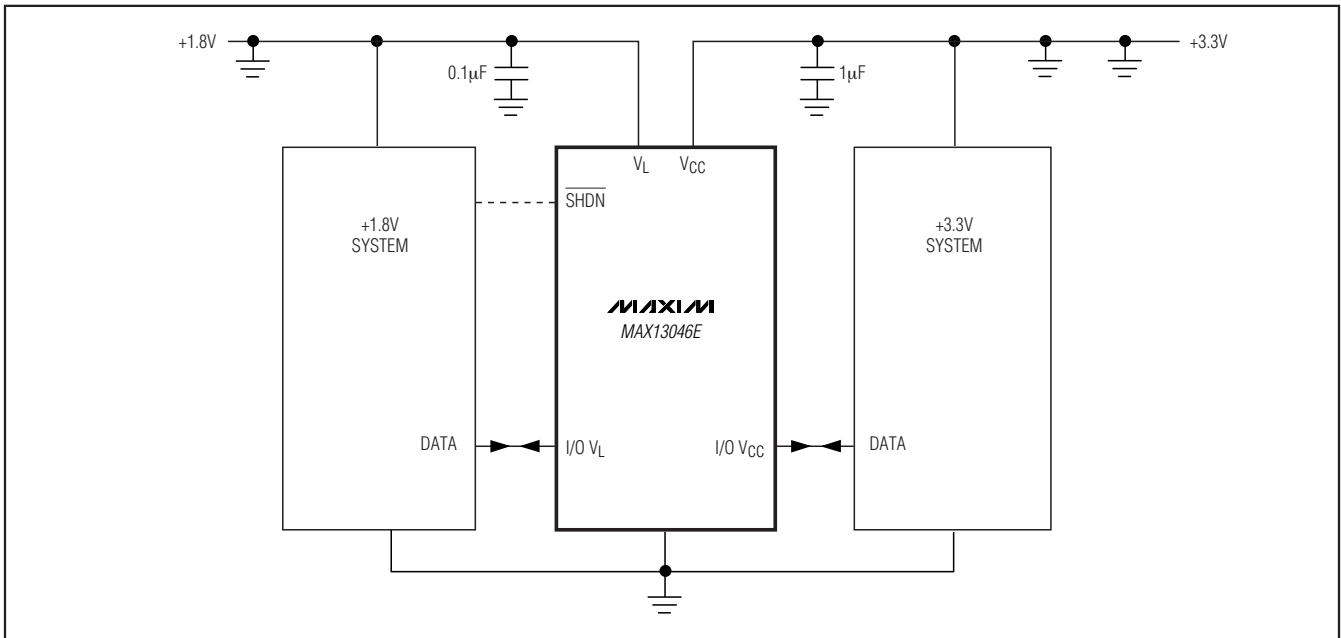 +1.8V
+3.3V
0.1µF
1µF
VL
VCC
SHDN
+1.8V
SYSTEM
+3.3V
SYSTEM
MAXIM
MAX13046E
DATA
I/O VL
I/O VCC
DATA